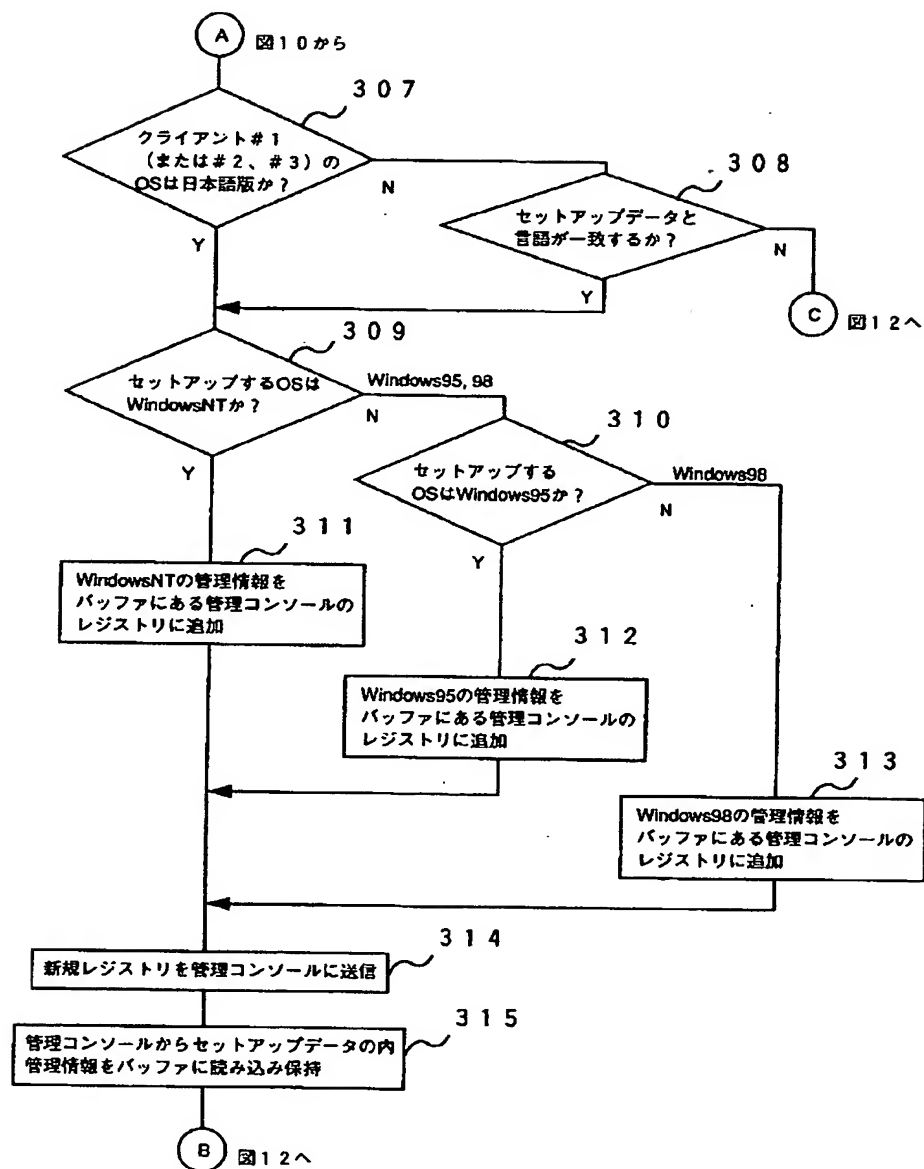 A
図10から
307
クライアント#1
(または#2、#3)の
OSは日本語版か?
N
Y
308
セットアップデータと
言語が一致するか?
N
Y
C
図12へ
309
セットアップするOSは
WindowsNTか?
Windows95, 98
N
Y
310
セットアップする
OSはWindows95か?
Windows98
N
Y
311
WindowsNTの管理情報を
バッファにある管理コンソールの
レジストリに追加
312
Windows95の管理情報を
バッファにある管理コンソールの
レジストリに追加
313
Windows98の管理情報を
バッファにある管理コンソールの
レジストリに追加
314
新規レジストリを管理コンソールに送信
315
管理コンソールからセットアップデータの内
管理情報をバッファに読み込み保持
B
図12へ